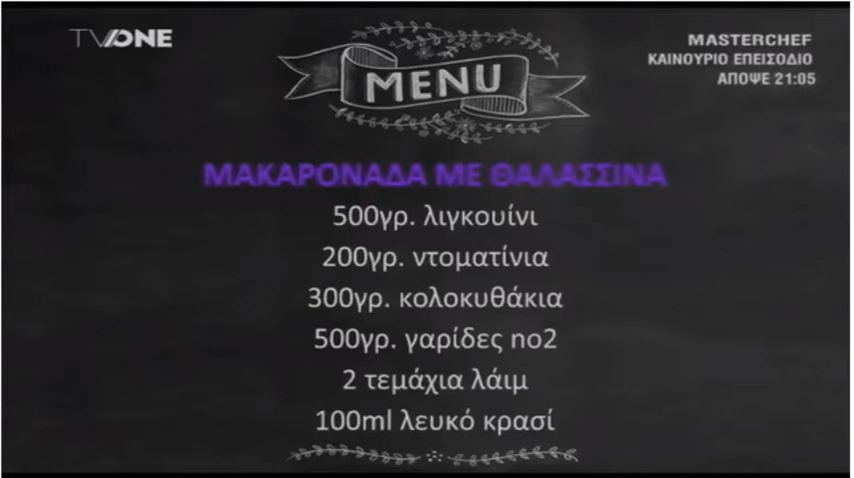 TVONE
MASTERCHEF
ΚΑΙΝΟΥΡΙΟ ΕΠΕΙΣΟΔΙΟ
ΑΠΟΨΕ 21:05
MENU
ΜΑΚΑΡΟΝΑΔΑ ΜΕ ΘΑΛΑΣΣΙΝΑ
500γρ. λιγκουίνι
200γρ. ντοματίνια
300γρ. κολοκυθάκια
500γρ. γαρίδες no2
2 τεμάχια λάιμ
100ml λευκό κρασί